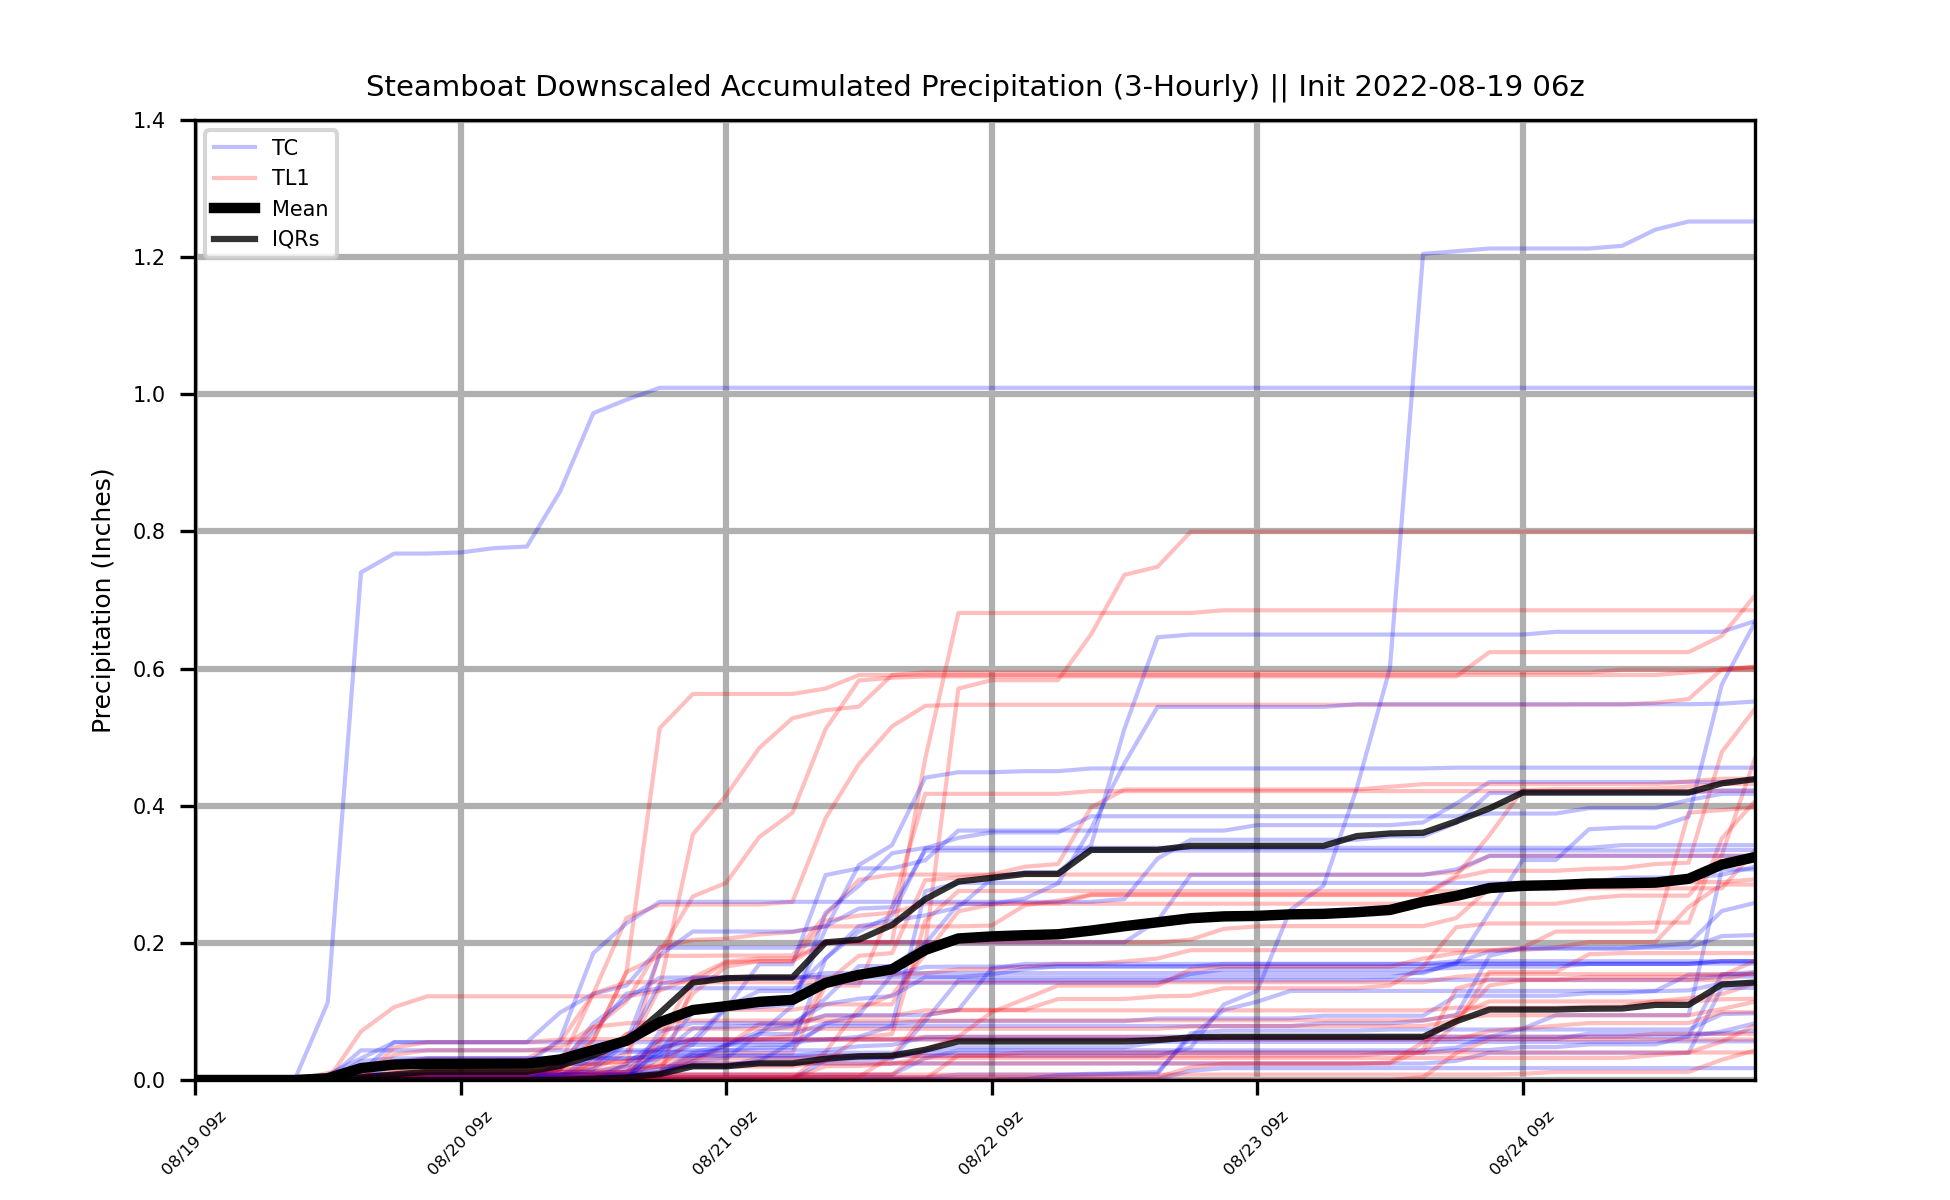 Steamboat Downscaled Accumulated Precipitation (3-Hourly) || Init 2022-08-19 06z
TC
TL1
Mean
IQRs
Precipitation (Inches)
1.4
1.2
1.0
0.8
0.6
0.4
0.2
0.0
08/19 09z
08/20 09z
08/21 09z
08/22 09z
08/23 09z
08/24 09z